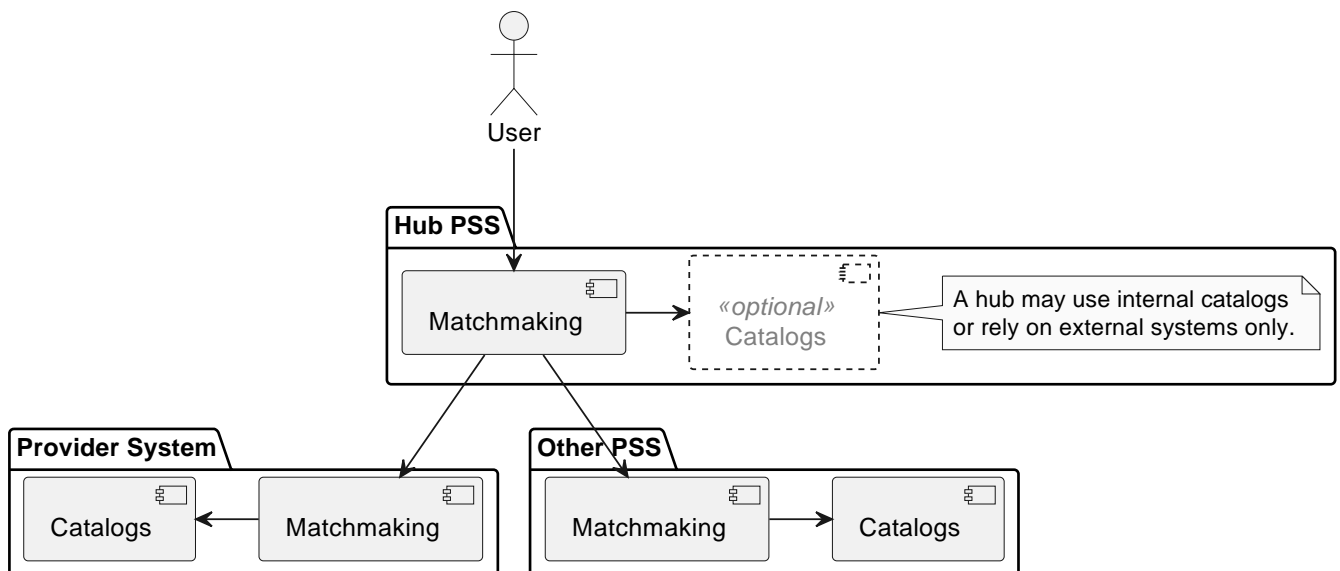 User
Hub PSS
Matchmaking
«optional»
Catalogs
A hub may use internal catalogs
or rely on external systems only.
Provider System
Catalogs
Matchmaking
Other PSS
Matchmaking
Catalogs